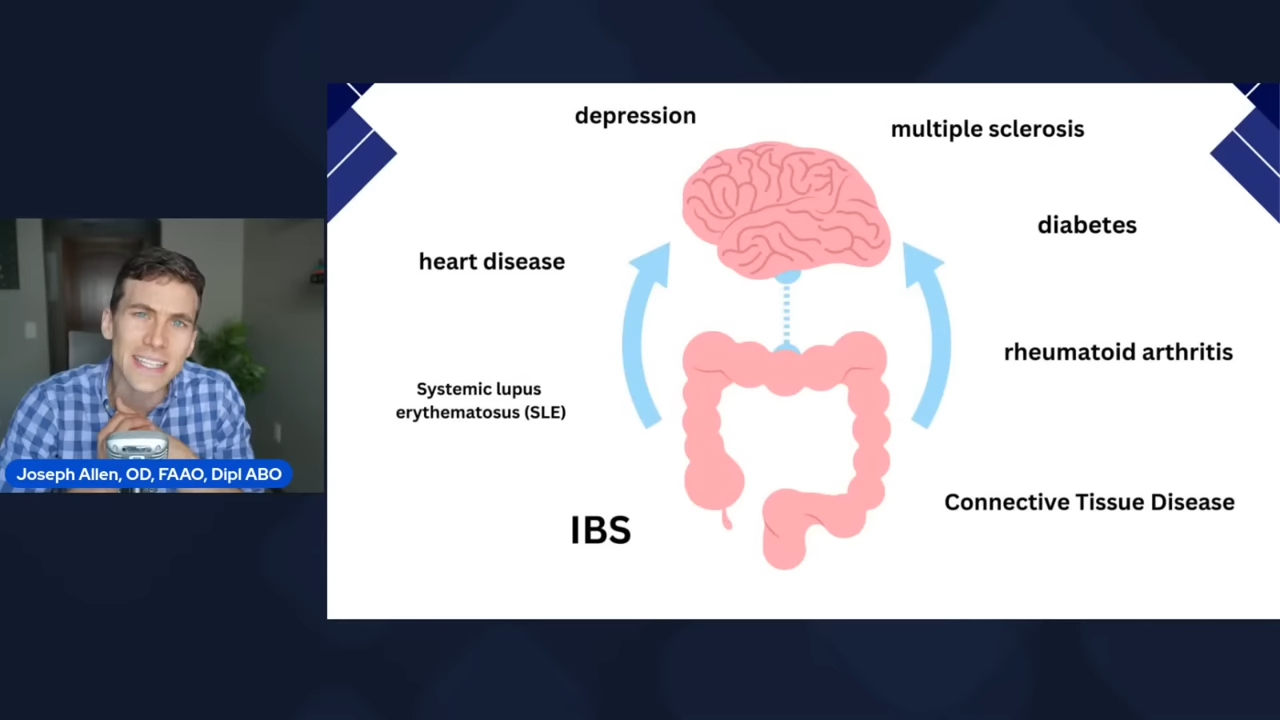 depression
multiple sclerosis
diabetes
heart disease
rheumatoid arthritis
Systemic lupus
erythematosus (SLE)
Joseph Allen, OD, FAAO, Dipl ABO
Connective Tissue Disease
IBS